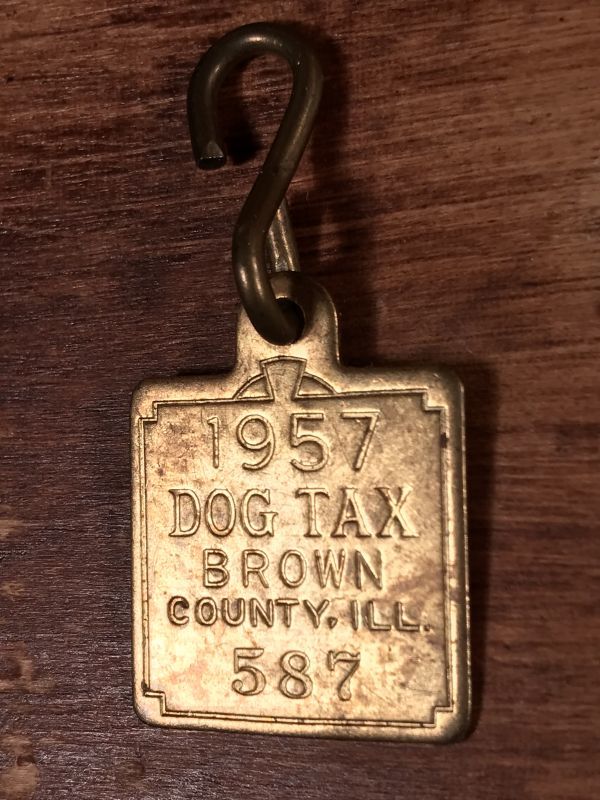 1957
DOG TAX
BROWN
COUNTY, ILL.
587